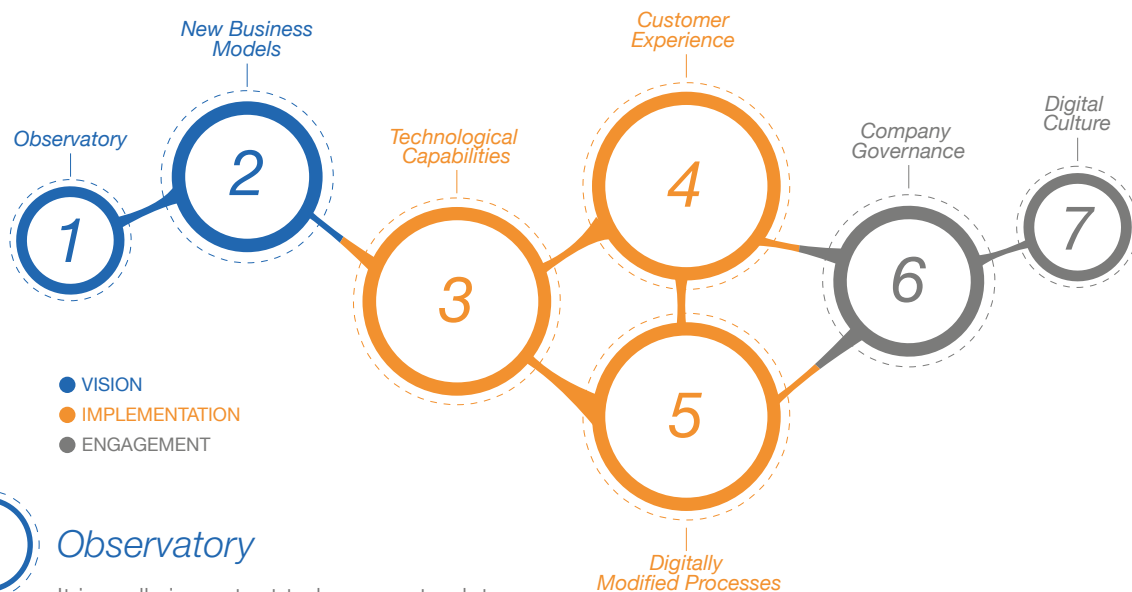 Observatory
1
New Business
Models
2
Technological
Capabilities
3
Customer
Experience
4
5
Digitally
Modified Processes
Company
Governance
6
Digital
Culture
7
VISION
IMPLEMENTATION
ENGAGEMENT
Observatory